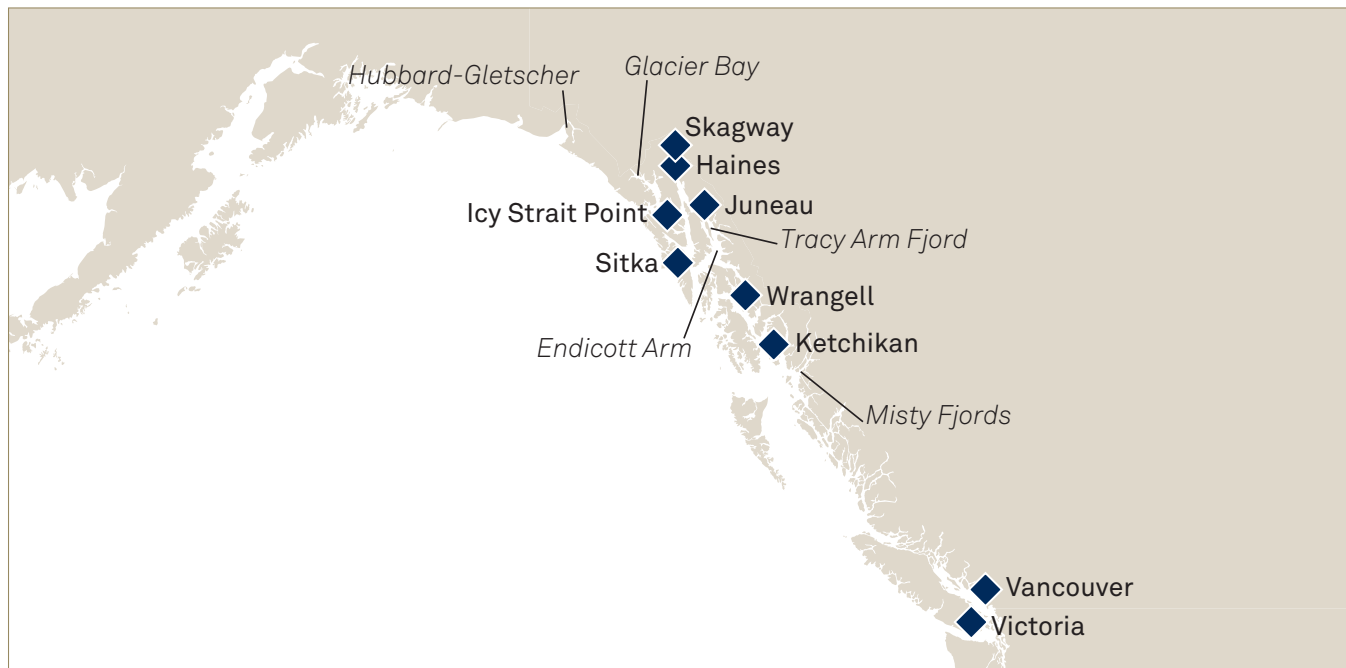 Hubbard-Gletscher
Glacier Bay
Skagway
Haines
Icy Strait Point
Juneau
Tracy Arm Fjord
Sitka
Wrangell
Endicott Arm
Ketchikan
Misty Fjords
Vancouver
Victoria